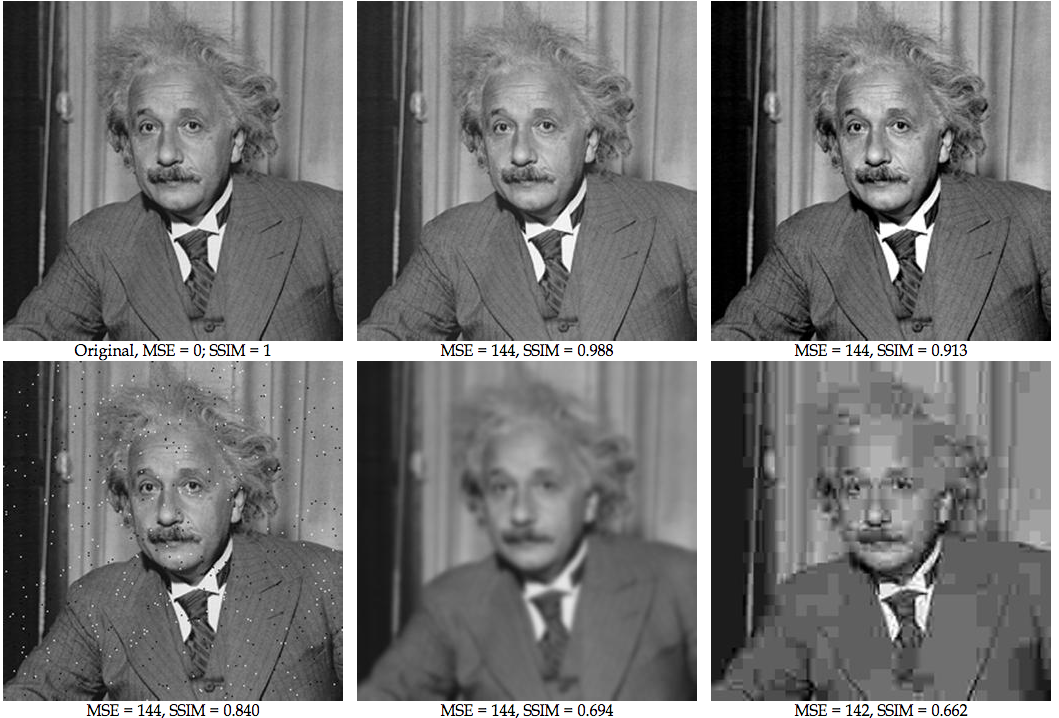 Original, MSE = 0; SSIM = 1
MSE = 144, SSIM = 0.988
MSE = 144, SSIM = 0.913
MSE = 144, SSIM = 0.840
MSE = 144, SSIM = 0.694
MSE = 142, SSIM = 0.662